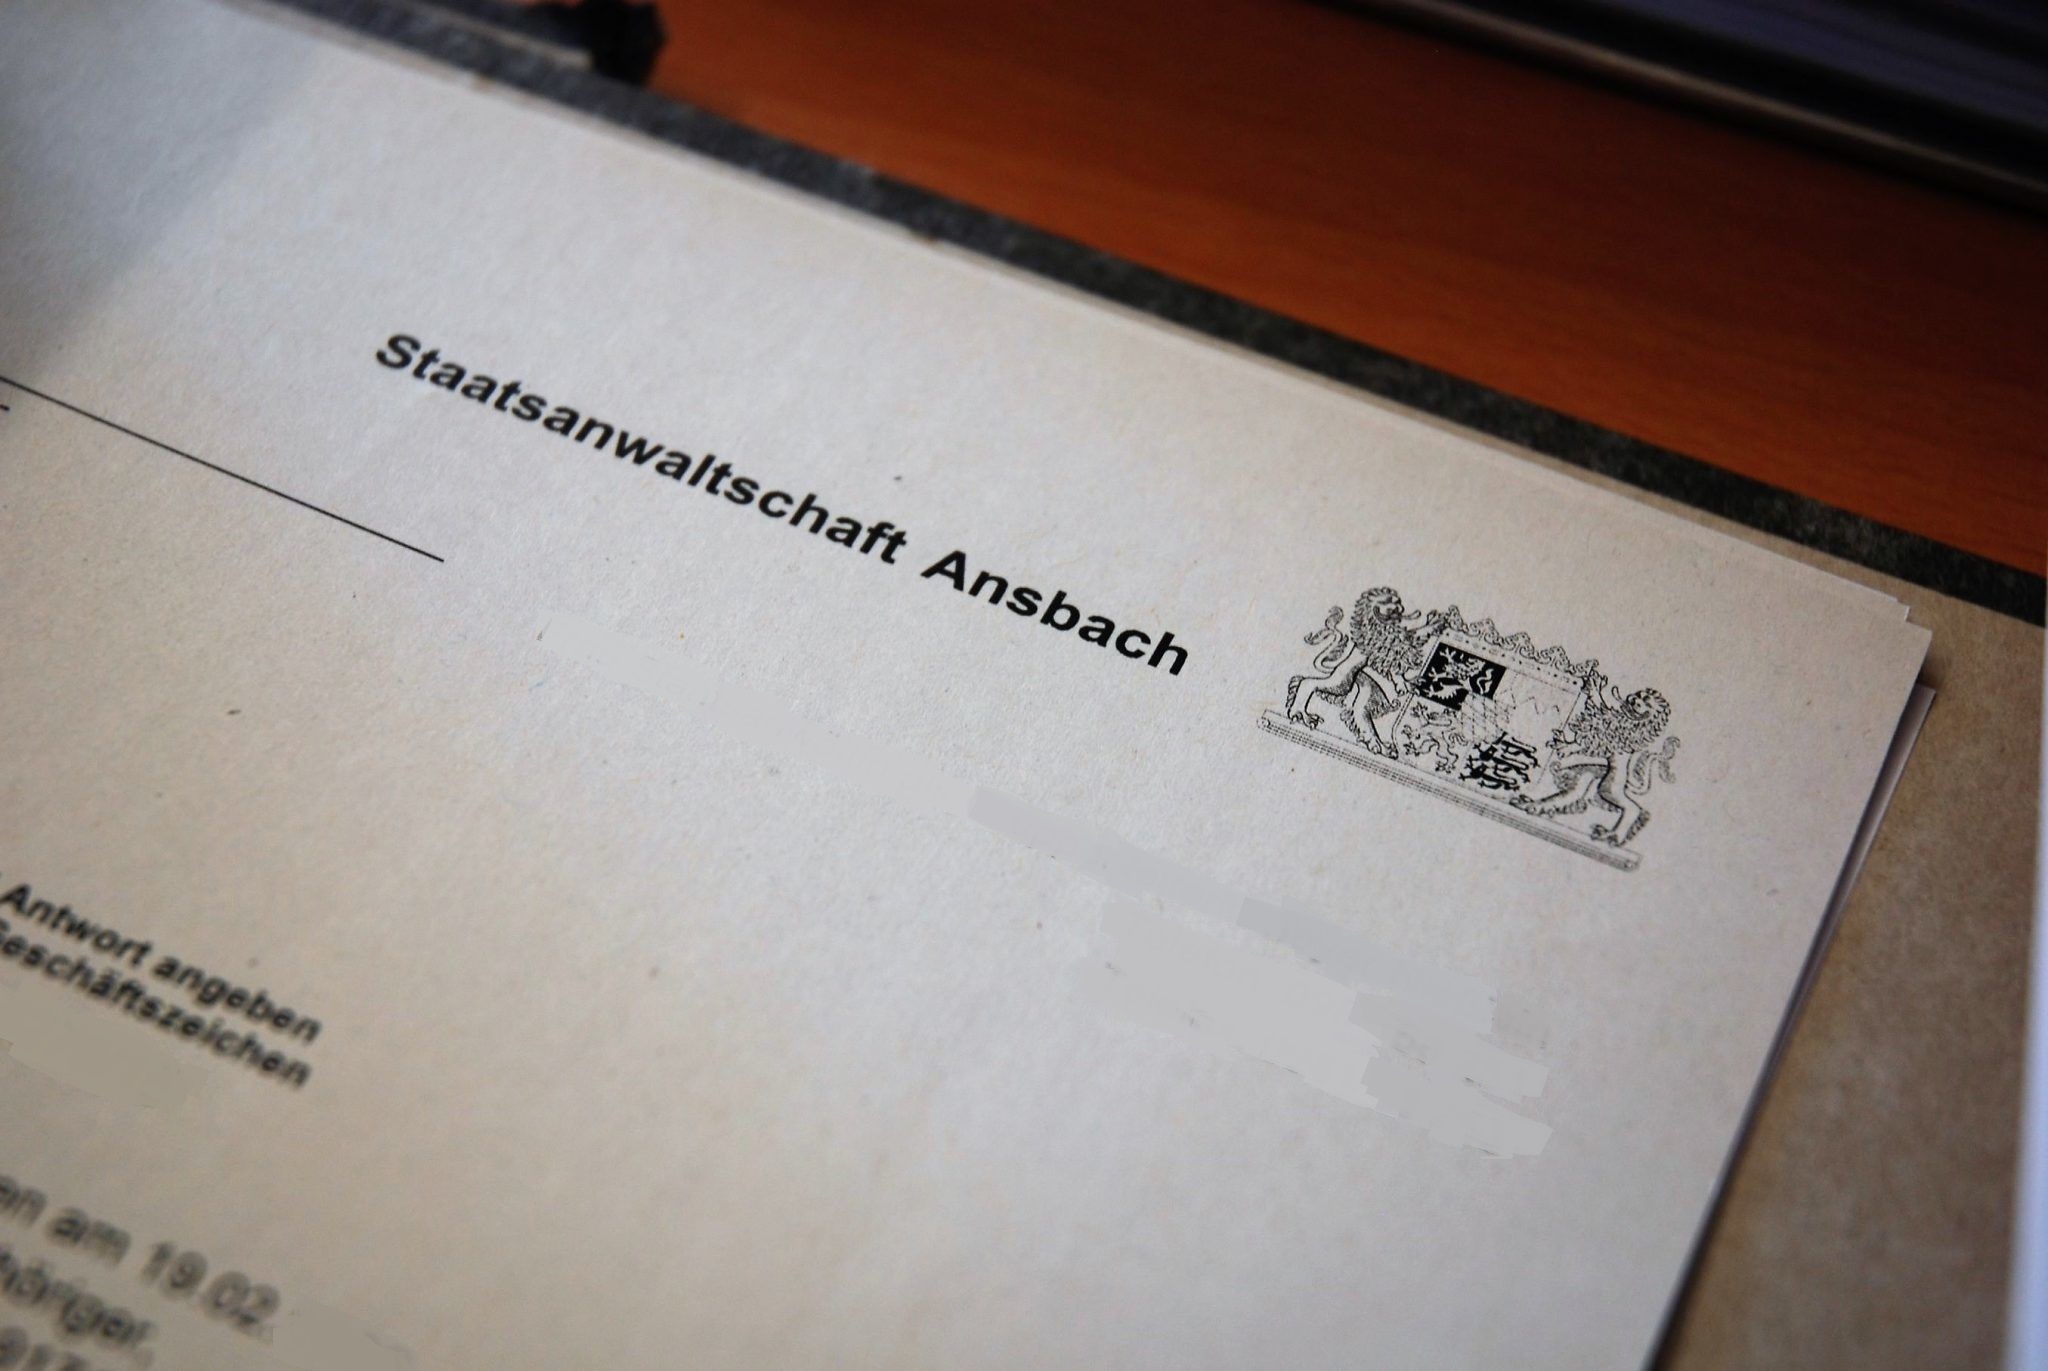 Staatsanwaltschaft Ansbach
Antwort angeben
Geschäftszeichen
am 19.02